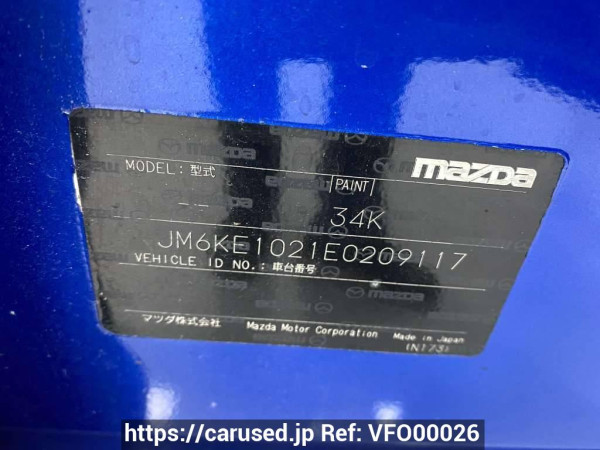 mazDa
MODEL: 型式
PAINT
34K
JM6KE1021E0209117
VEHICLE ID NO.: 車台番号
マツダ株式会社 Mazda Motor Corporation Made in Japan
(N173)
https://carused.jp Ref: VFO00026